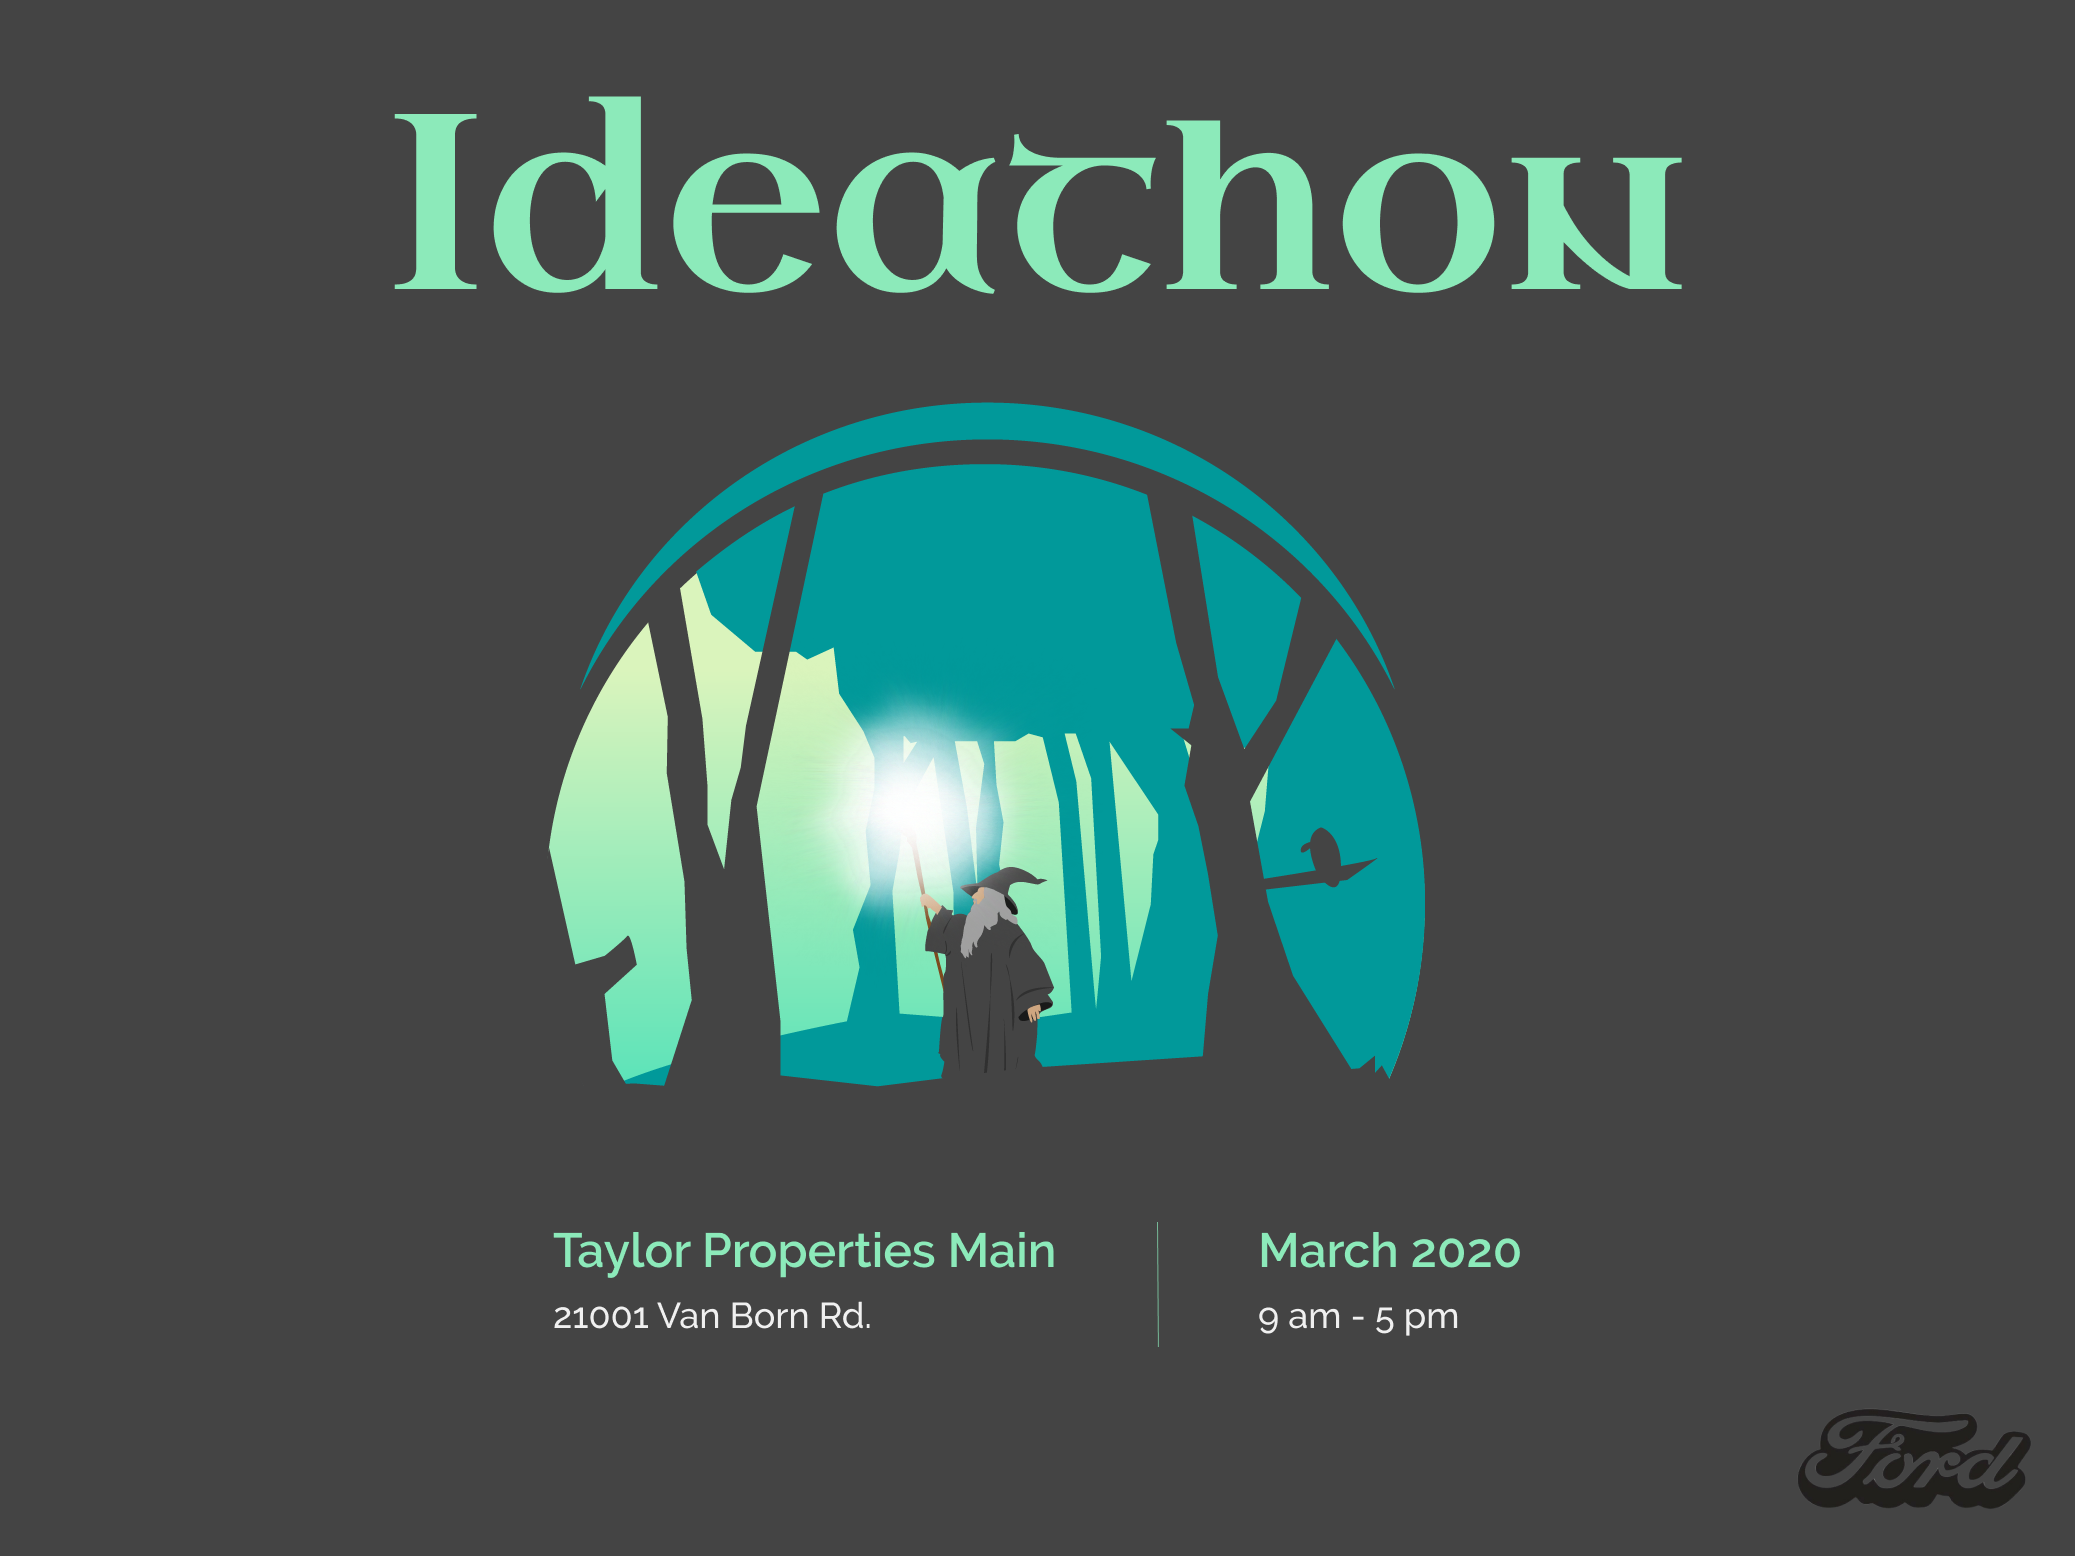 Ideathon
Taylor Properties Main
21001 Van Born Rd.
March 2020
9 am - 5 pm
Ford